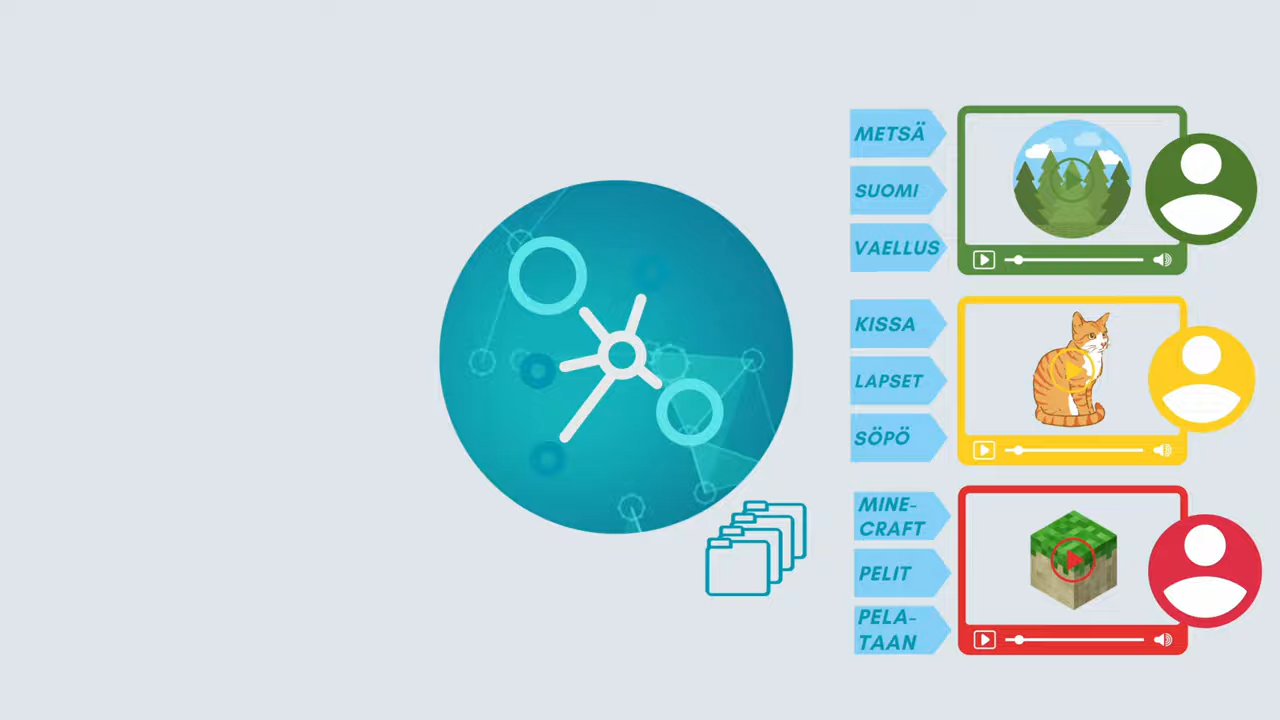 METSÄ
SUOMI
VAELLUS
KISSA
LAPSET
SÖPÖ
MINE-
CRAFT
PELIT
PELA-
TAAN